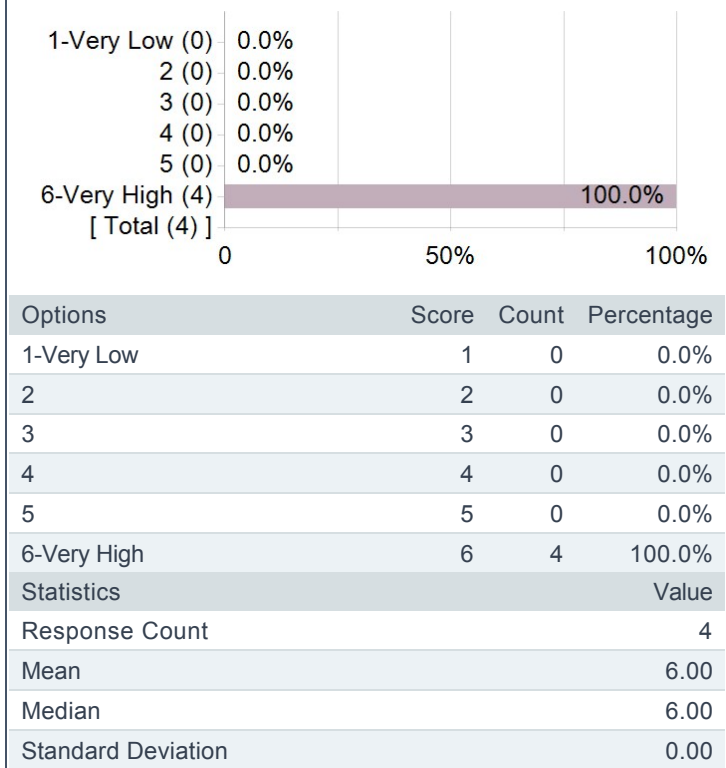 1-Very Low (0) 0.0%
2 (0) 0.0%
3 (0) 0.0%
4 (0) 0.0%
5 (0) 0.0%
6-Very High (4) 100.0%
[ Total (4) ]
0 50% 100%
Options Score Count Percentage
1-Very Low 1 0 0.0%
2 2 0 0.0%
3 3 0 0.0%
4 4 0 0.0%
5 5 0 0.0%
6-Very High 6 4 100.0%
Statistics Value
Response Count 4
Mean 6.00
Median 6.00
Standard Deviation 0.00